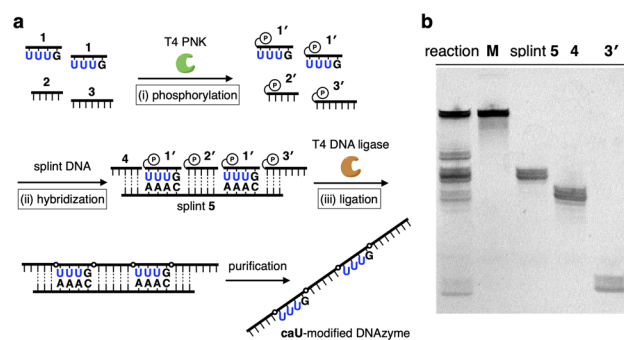 a
1
1
UUUG
UUUG
2
3
T4 PNK
(i) phosphorylation
P 1′
P 1′
UUUG
UUUG
P 2′
P 3′
splint DNA
(ii) hybridization
4 P 1′ P 2′ P 1′ P 3′
UUUG UUUG
AAAC AAAC
splint 5
T4 DNA ligase
(iii) ligation
UUUG UUUG
AAAC AAAC
purification
UUUG
UUUG
caU-modified DNAzyme
b
reaction M splint 5 4 3′